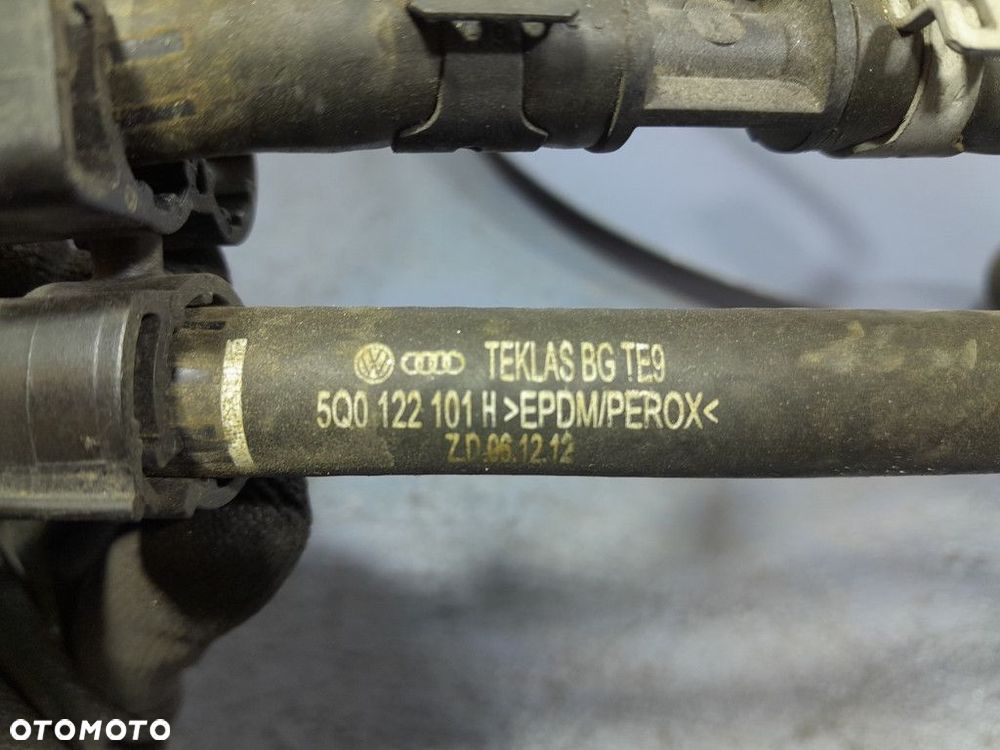 TEKLAS BG TE9
5Q0 122 101 H >EPDM/PEROX<
Z.D.06.12.12
OTOMOTO